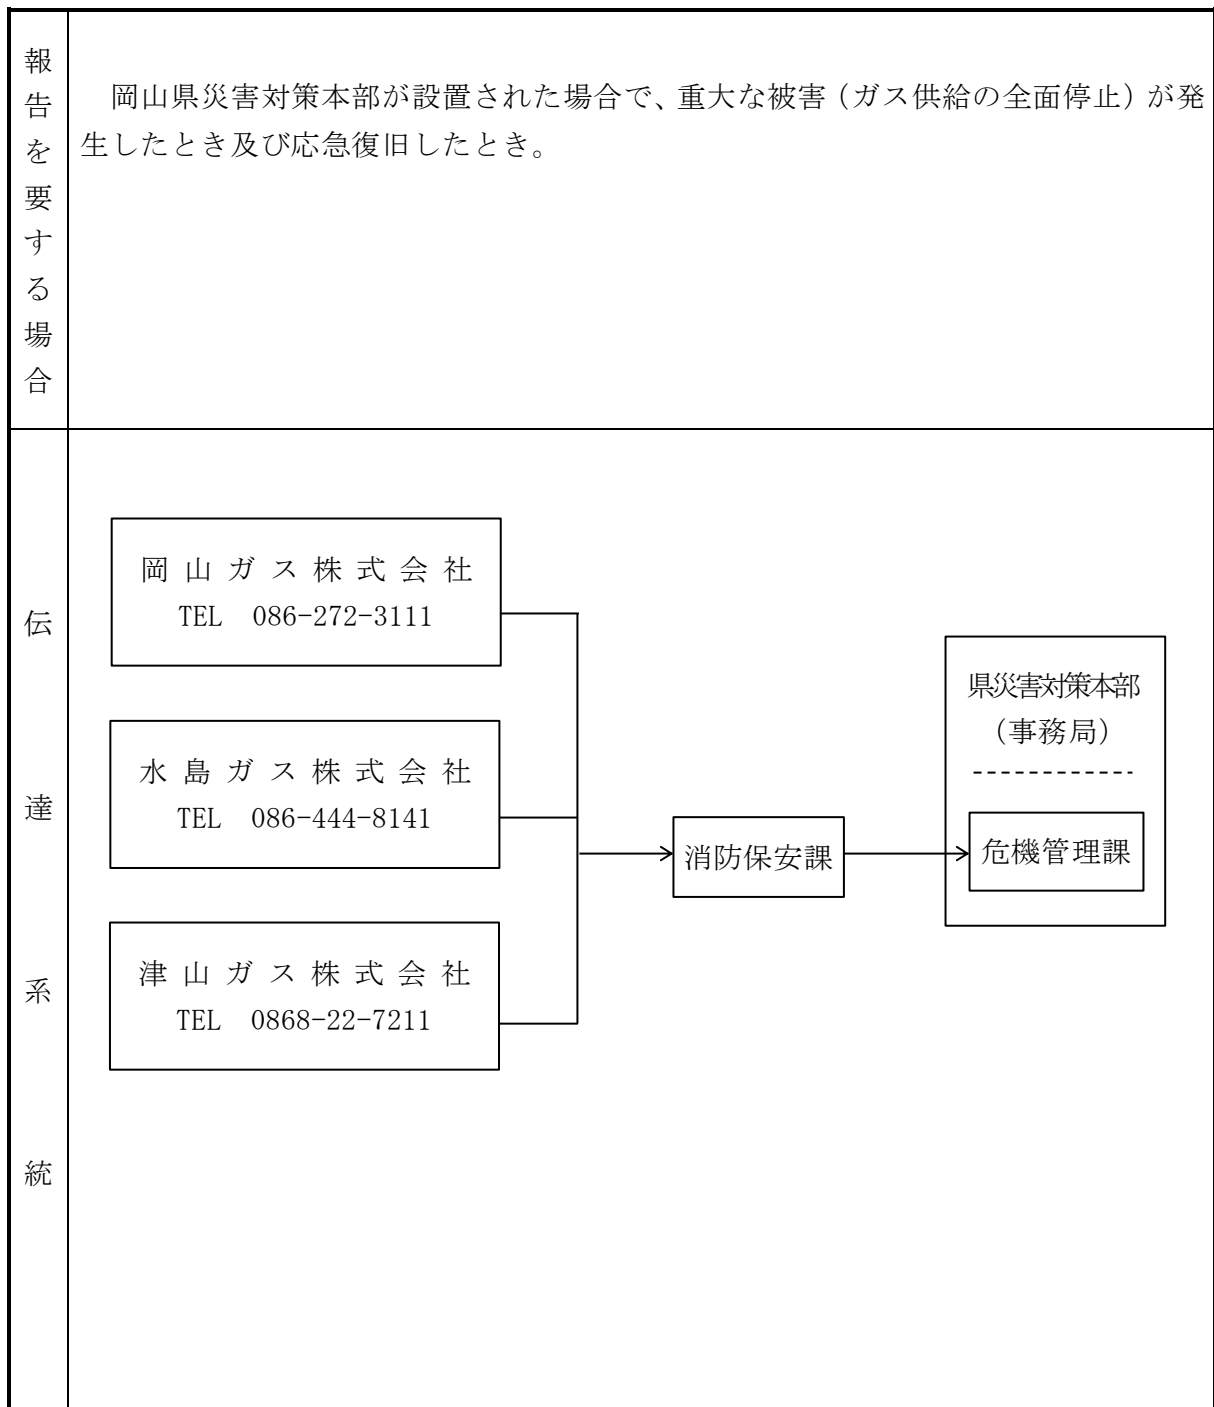 報告を要する場合
岡山県災害対策本部が設置された場合で、重大な被害（ガス供給の全面停止）が発
生したとき及び応急復旧したとき。
伝達系統
岡山ガス株式会社
TEL 086-272-3111
水島ガス株式会社
TEL 086-444-8141
津山ガス株式会社
TEL 0868-22-7211
消防保安課
県災害対策本部
（事務局）
危機管理課